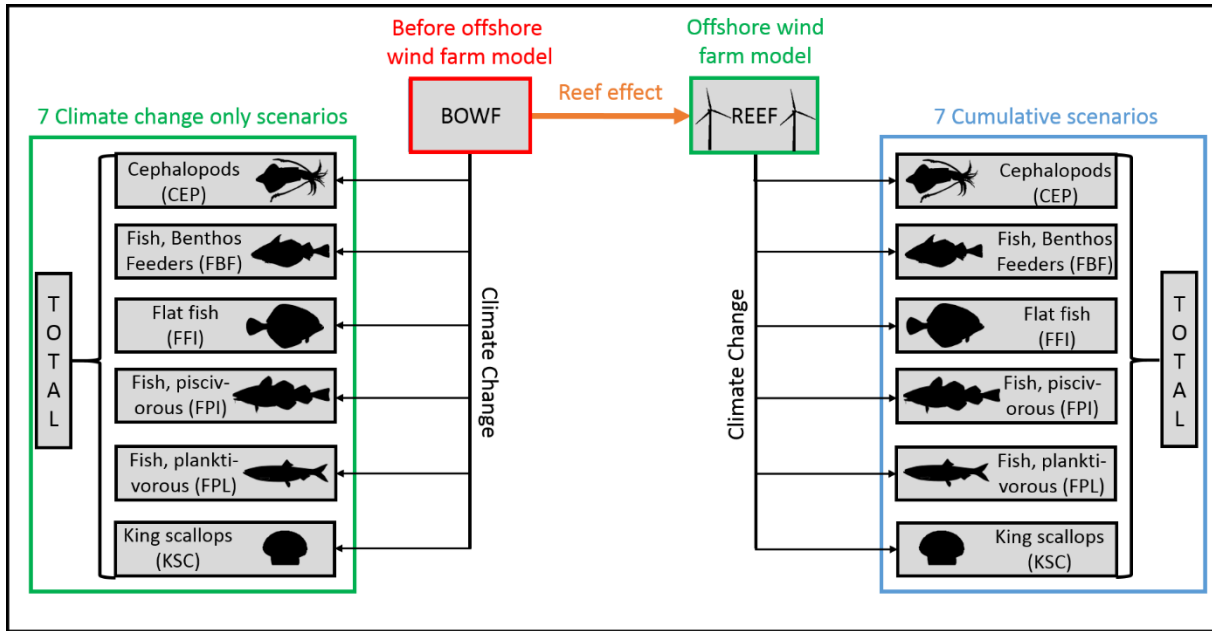 Before offshore
wind farm model
Offshore wind
farm model
BOWF
Reef effect
REEF
7 Climate change only scenarios
7 Cumulative scenarios
Cephalopods
(CEP)
Fish, Benthos
Feeders (FBF)
Flat fish
(FFI)
Fish, pisciv-
orous (FPI)
Fish, plankti-
vorous (FPL)
King scallops
(KSC)
T
O
T
A
L
Climate Change
Climate Change
Cephalopods
(CEP)
Fish, Benthos
Feeders (FBF)
Flat fish
(FFI)
Fish, pisciv-
orous (FPI)
Fish, plankti-
vorous (FPL)
King scallops
(KSC)
T
O
T
A
L